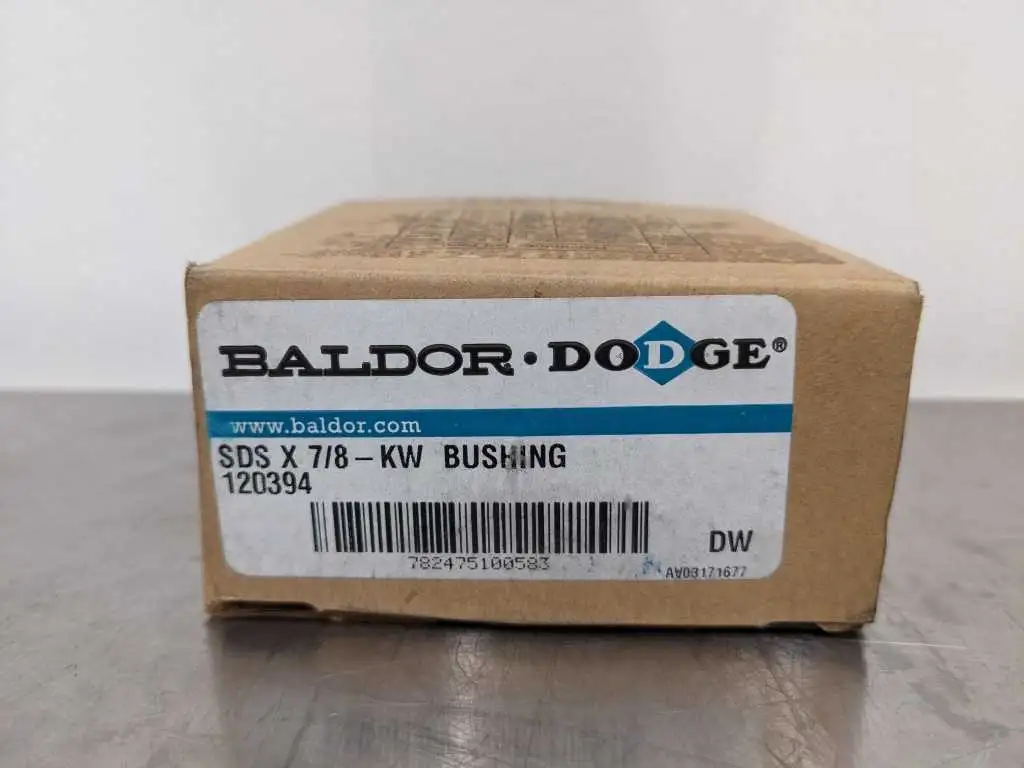 BALDOR • DODGE®
www.baldor.com
SDS X 7/8 – KW BUSHING
120394
782475100583
DW
AV03171677